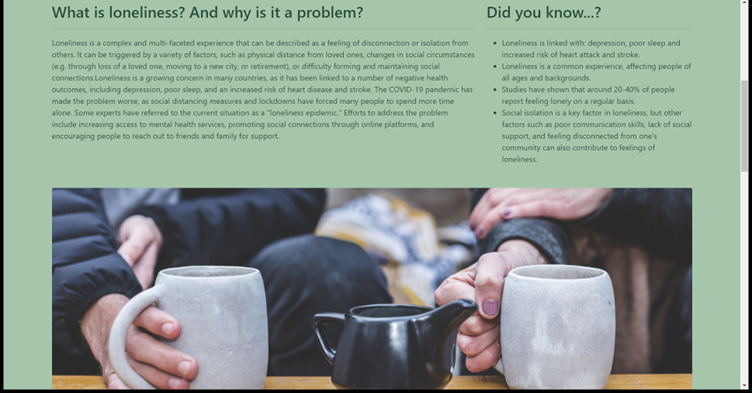 What is loneliness? And why is it a problem?
Loneliness is a complex and multi-faceted experience that can be described as a feeling of disconnection or isolation from
others. It can be triggered by a variety of factors, such as physical distance from loved ones, changes in social circumstances
(e.g. through loss of a loved one, moving to a new city, or retirement), or difficulty forming and maintaining social
connections.Loneliness is a growing concern in many countries, as it has been linked to a number of negative health
outcomes, including depression, poor sleep, and an increased risk of heart disease and stroke. The COVID-19 pandemic has
made the problem worse, as social distancing measures and lockdowns have forced many people to spend more time
alone. Some experts have referred to the current situation as a "loneliness epidemic." Efforts to address the problem
include increasing access to mental health services, promoting social connections through online platforms, and
encouraging people to reach out to friends and family for support.
Did you know...?
• Loneliness is linked with: depression, poor sleep and
increased risk of heart attack and stroke.
• Loneliness is a common experience, affecting people of
all ages and backgrounds.
• Studies have shown that around 20-40% of people
report feeling lonely on a regular basis.
• Social isolation is a key factor in loneliness, but other
factors such as poor communication skills, lack of social
support, and feeling disconnected from one's
community can also contribute to feelings of
loneliness.